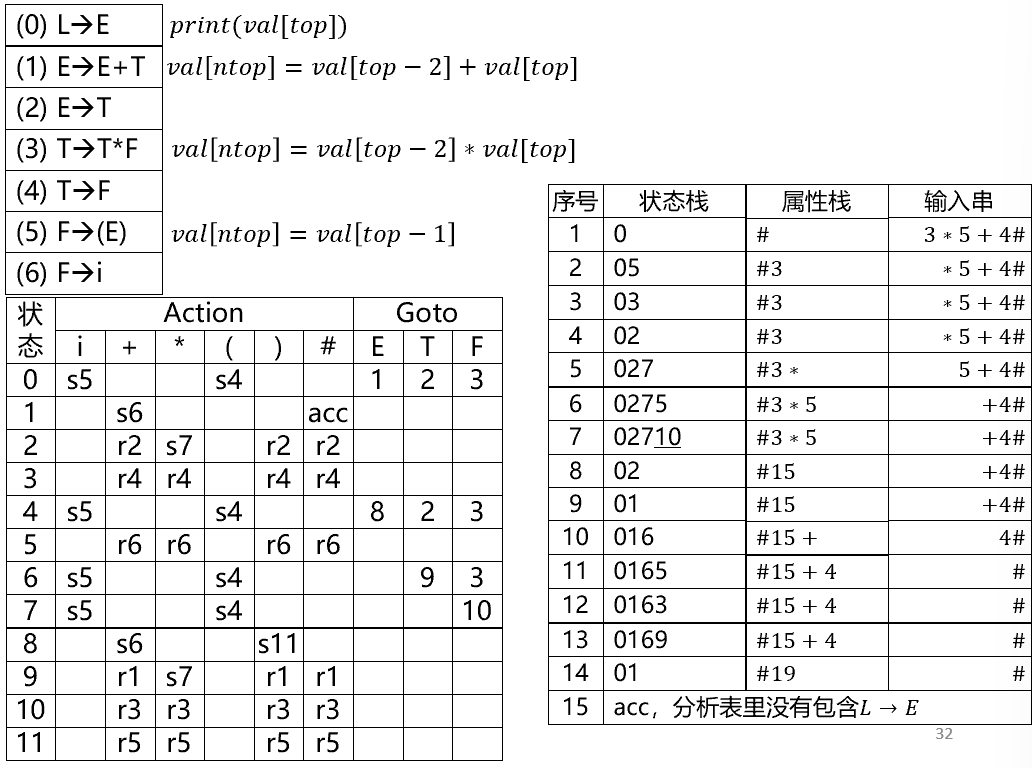 (0) L→E print(val[top])
(1) E→E+T val[ntop] = val[top − 2] + val[top]
(2) E→T
(3) T→T*F val[ntop] = val[top − 2] ∗ val[top]
(4) T→F
(5) F→(E) val[ntop] = val[top − 1]
(6) F→i
状态 Action Goto
i + * ( ) # E T F
0 s5 s4 1 2 3
1 s6 acc
2 r2 s7 r2 r2
3 r4 r4 r4 r4
4 s5 s4 8 2 3
5 r6 r6 r6 r6
6 s5 s4 9 3
7 s5 s4 10
8 s6 s11
9 r1 s7 r1 r1
10 r3 r3 r3 r3
11 r5 r5 r5 r5
序号 状态栈 属性栈 输入串
1 0 # 3 ∗ 5 + 4#
2 05 #3 ∗ 5 + 4#
3 03 #3 ∗ 5 + 4#
4 02 #3 ∗ 5 + 4#
5 027 #3 ∗ 5 + 4#
6 0275 #3 ∗ 5 +4#
7 02710 #3 ∗ 5 +4#
8 02 #15 +4#
9 01 #15 +4#
10 016 #15 + 4#
11 0165 #15 + 4 #
12 0163 #15 + 4 #
13 0169 #15 + 4 #
14 01 #19 #
15 acc，分析表里没有包含L → E
32